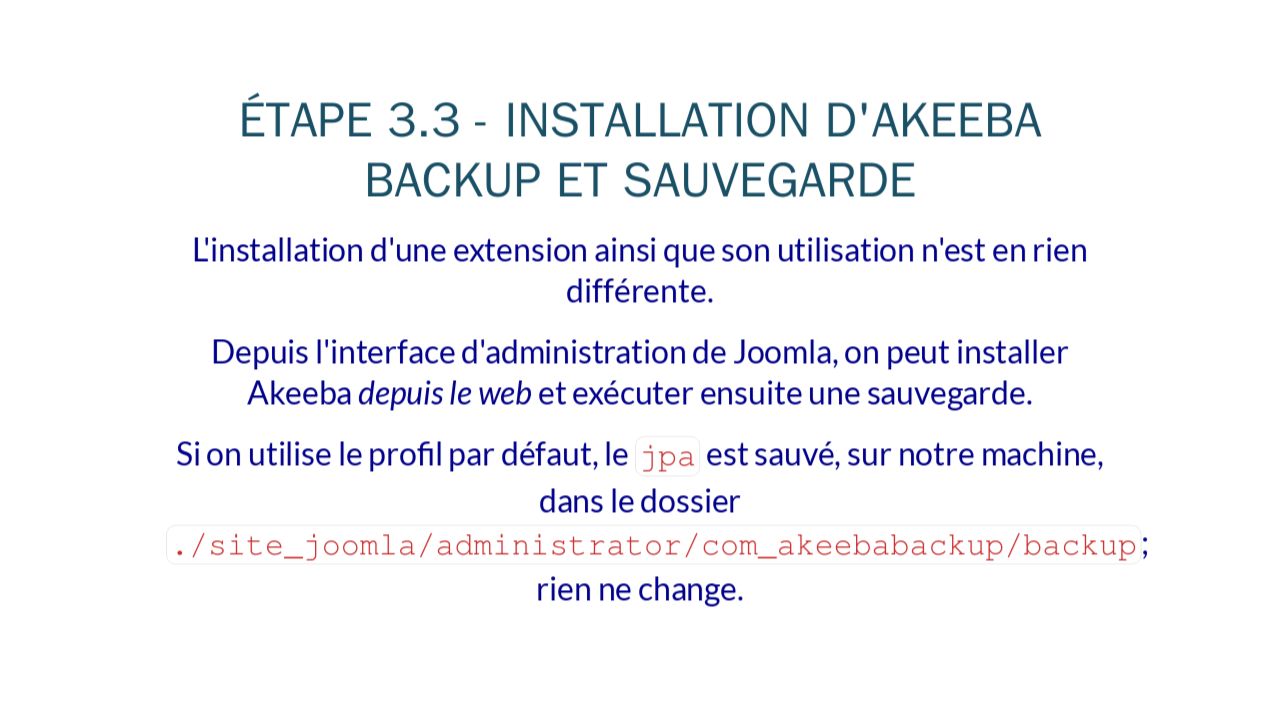 ÉTAPE 3.3 - INSTALLATION D'AKEEBA
BACKUP ET SAUVEGARDE
L'installation d'une extension ainsi que son utilisation n'est en rien
différente.
Depuis l'interface d'administration de Joomla, on peut installer
Akeeba depuis le web et exécuter ensuite une sauvegarde.
Si on utilise le profil par défaut, le jpa est sauvé, sur notre machine,
dans le dossier
./site_joomla/administrator/com_akeebabackup/backup;
rien ne change.